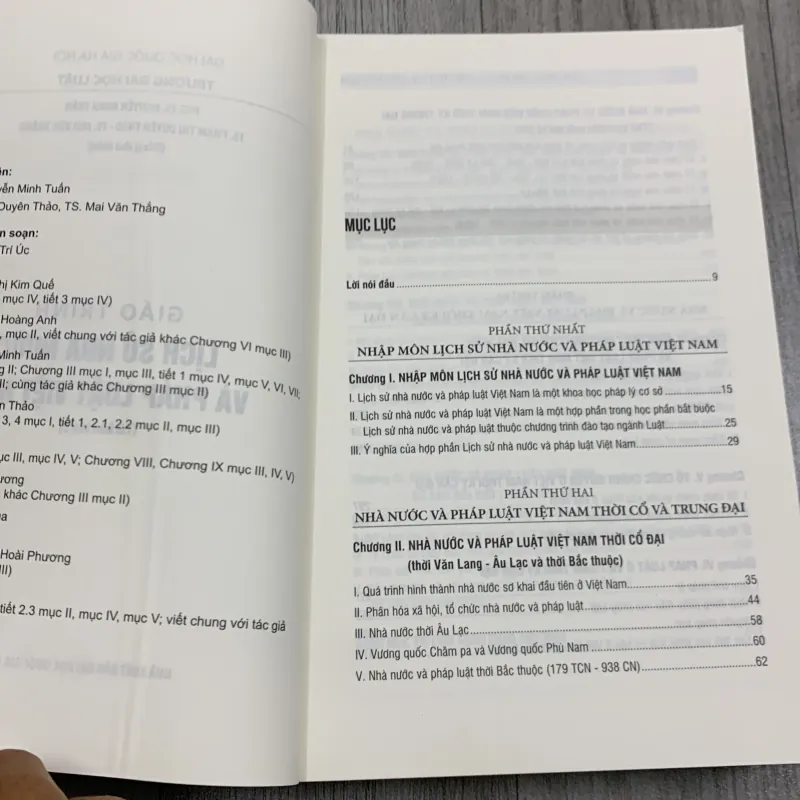 ên:
yễn Minh Tuấn
Duyên Thảo, TS. Mai Văn Thắng
n soạn:
Trí Úc
hị Kim Quế
mục IV, tiết 3 mục IV)
Hoàng Anh
, mục II, viết chung với tác giả khác Chương VI mục III)
Minh Tuấn
g II; Chương III mục I, mục III, tiết 1 mục IV, mục V, VI, VII;
II; cùng tác giả khác Chương III mục II)
n Thảo
3, 4 mục I, tiết 1, 2.1, 2.2 mục II, mục III)
ục III, mục IV, V; Chương VIII, Chương IX mục III, IV, V)
ương
khác Chương III mục II)
Hoài Phương
III)
tiết 2.3 mục II, mục IV, mục V; viết chung với tác giả
MỤC LỤC
Lời nói đầu ... 9
PHẦN THỨ NHẤT
NHẬP MÔN LỊCH SỬ NHÀ NƯỚC VÀ PHÁP LUẬT VIỆT NAM
Chương I. NHẬP MÔN LỊCH SỬ NHÀ NƯỚC VÀ PHÁP LUẬT VIỆT NAM
I. Lịch sử nhà nước và pháp luật Việt Nam là một khoa học pháp lý cơ sở ... 15
II. Lịch sử nhà nước và pháp luật Việt Nam là một hợp phần trong học phần bắt buộc
Lịch sử nhà nước và pháp luật thuộc chương trình đào tạo ngành Luật ... 25
III. Ý nghĩa của hợp phần Lịch sử nhà nước và pháp luật Việt Nam ... 29
PHẦN THỨ HAI
NHÀ NƯỚC VÀ PHÁP LUẬT VIỆT NAM THỜI CỔ VÀ TRUNG ĐẠI
Chương II. NHÀ NƯỚC VÀ PHÁP LUẬT VIỆT NAM THỜI CỔ ĐẠI
(thời Văn Lang - Âu Lạc và thời Bắc thuộc)
I. Quá trình hình thành nhà nước sơ khai đầu tiên ở Việt Nam ... 35
II. Phân hóa xã hội, tổ chức nhà nước và pháp luật ... 44
III. Nhà nước thời Âu Lạc ... 58
IV. Vương quốc Chăm pa và Vương quốc Phù Nam ... 60
V. Nhà nước và pháp luật thời Bắc thuộc (179 TCN - 938 CN) ... 62